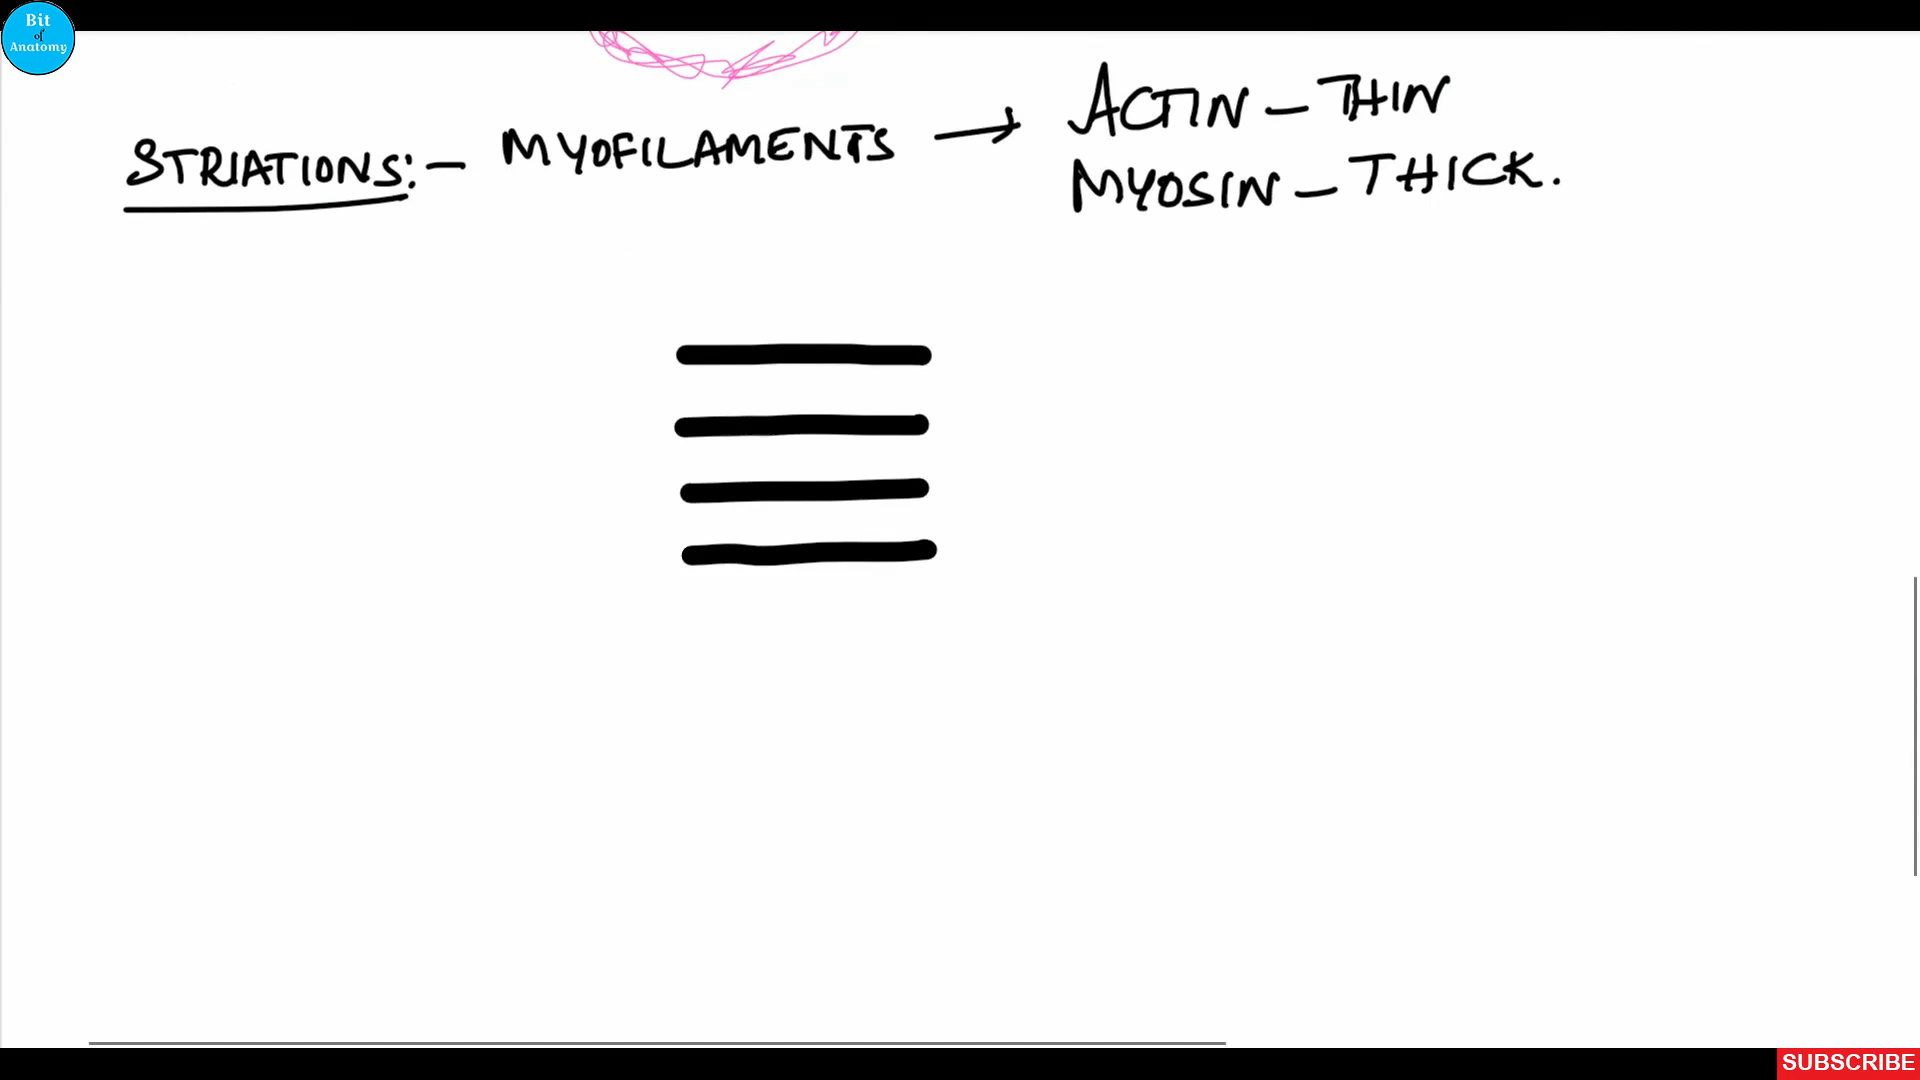 Bit
of
Anatomy
STRIATIONS:- MYOFILAMENTS → ACTIN - THIN
MYOSIN - THICK.
SUBSCRIBE